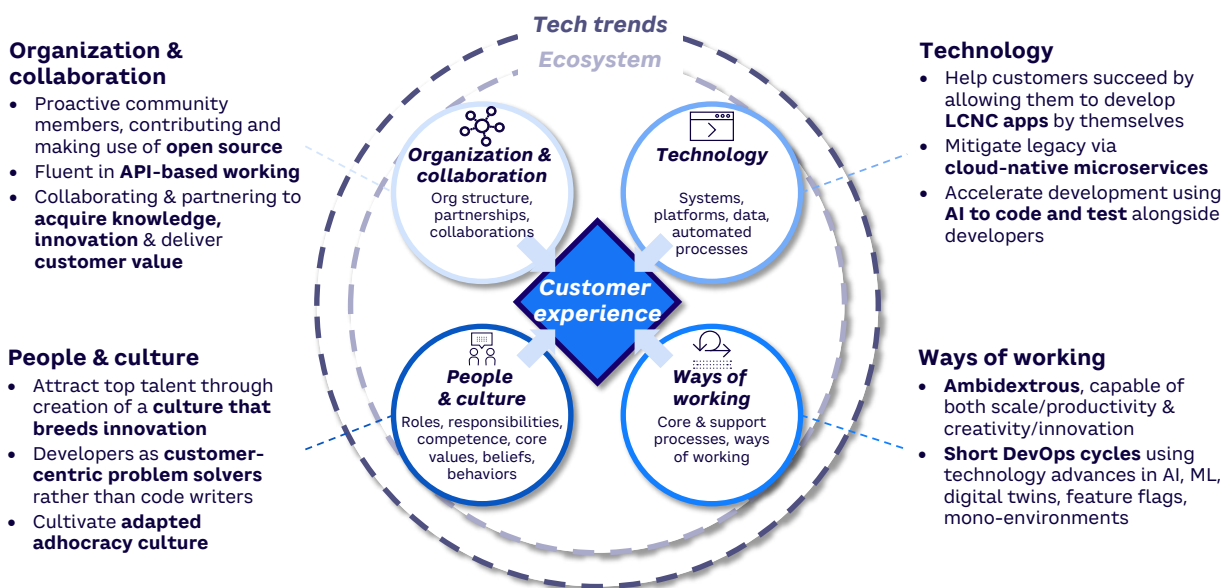 Tech trends
Ecosystem
Organization &
collaboration
• Proactive community
members, contributing and
making use of open source
• Fluent in API-based working
• Collaborating & partnering to
acquire knowledge,
innovation & deliver
customer value
Organization &
collaboration
Org structure,
partnerships,
collaborations
Technology
Systems,
platforms, data,
automated
processes
Technology
• Help customers succeed by
allowing them to develop
LCNC apps by themselves
• Mitigate legacy via
cloud-native microservices
• Accelerate development using
AI to code and test alongside
developers
Customer
experience
People & culture
• Attract top talent through
creation of a culture that
breeds innovation
• Developers as customer-
centric problem solvers
rather than code writers
• Cultivate adapted
adhocracy culture
People
& culture
Roles, responsibilities,
competence, core
values, beliefs,
behaviors
Ways of
working
Core & support
processes, ways
of working
Ways of working
• Ambidextrous, capable of
both scale/productivity &
creativity/innovation
• Short DevOps cycles using
technology advances in AI, ML,
digital twins, feature flags,
mono-environments